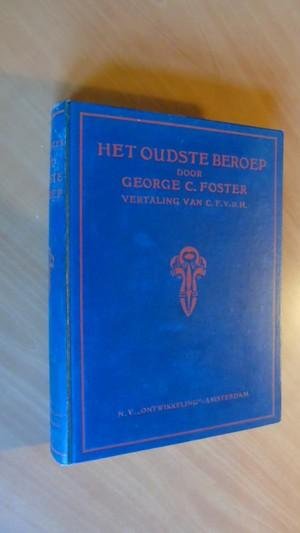 HET OUDSTE BEROEP
DOOR
GEORGE C. FOSTER
VERTALING VAN C. F. v. D. H.
N.V. „ONTWIKKELING"-AMSTERDAM